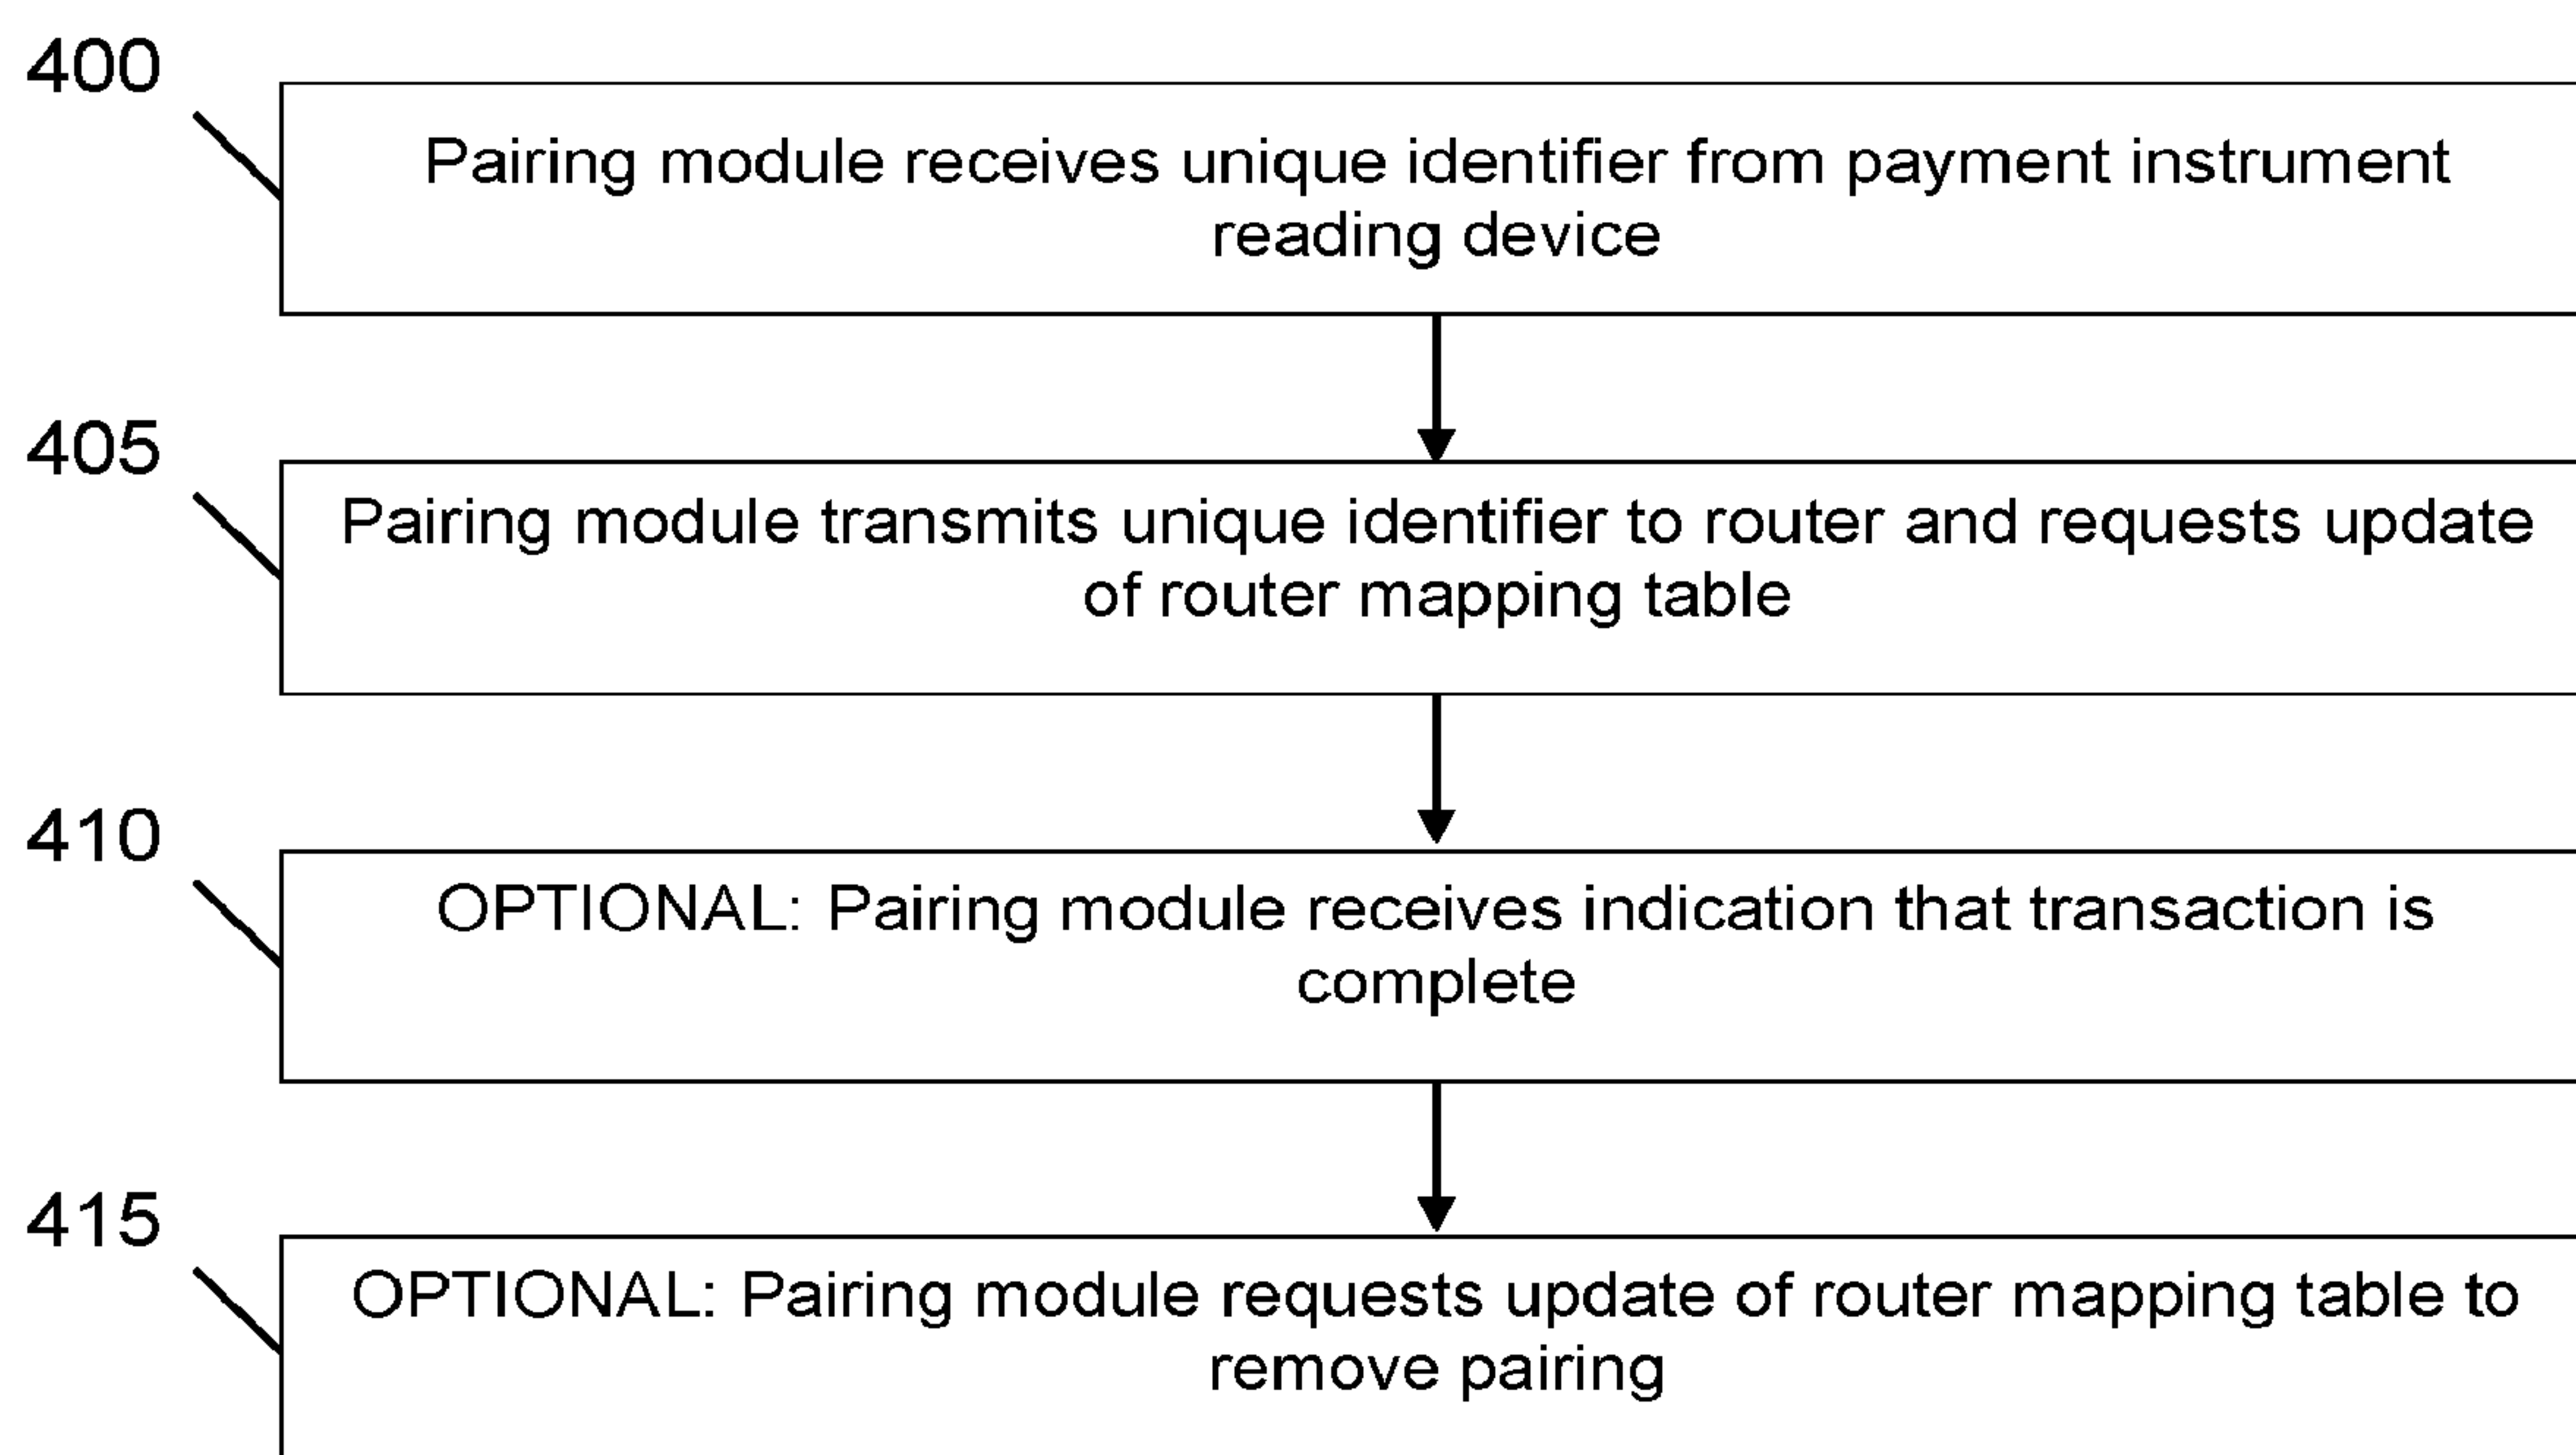 400
Pairing module receives unique identifier from payment instrument
reading device
405
Pairing module transmits unique identifier to router and requests update
of router mapping table
410
OPTIONAL: Pairing module receives indication that transaction is
complete
415
OPTIONAL: Pairing module requests update of router mapping table to
remove pairing